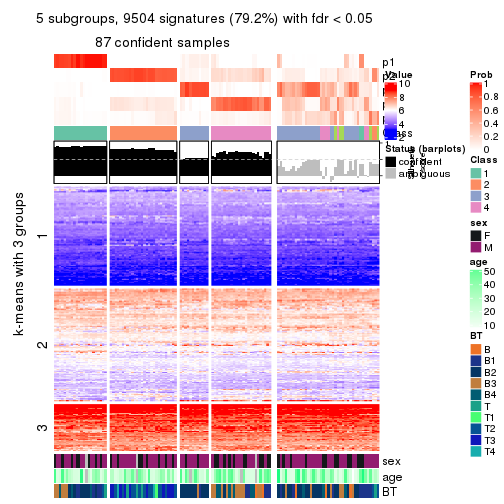 5 subgroups, 9504 signatures (79.2%) with fdr < 0.05
87 confident samples
p1
p2
Class
k-means with 3 groups
1
2
3
sex
age
BT
Value
10
8
6
4
2
0
Status (barplots)
confident
ambiguous
Prob
1
0.8
0.6
0.4
0.2
0
Class
1
2
3
4
sex
F
M
age
50
40
30
20
10
BT
B
B1
B2
B3
B4
T
T1
T2
T3
T4